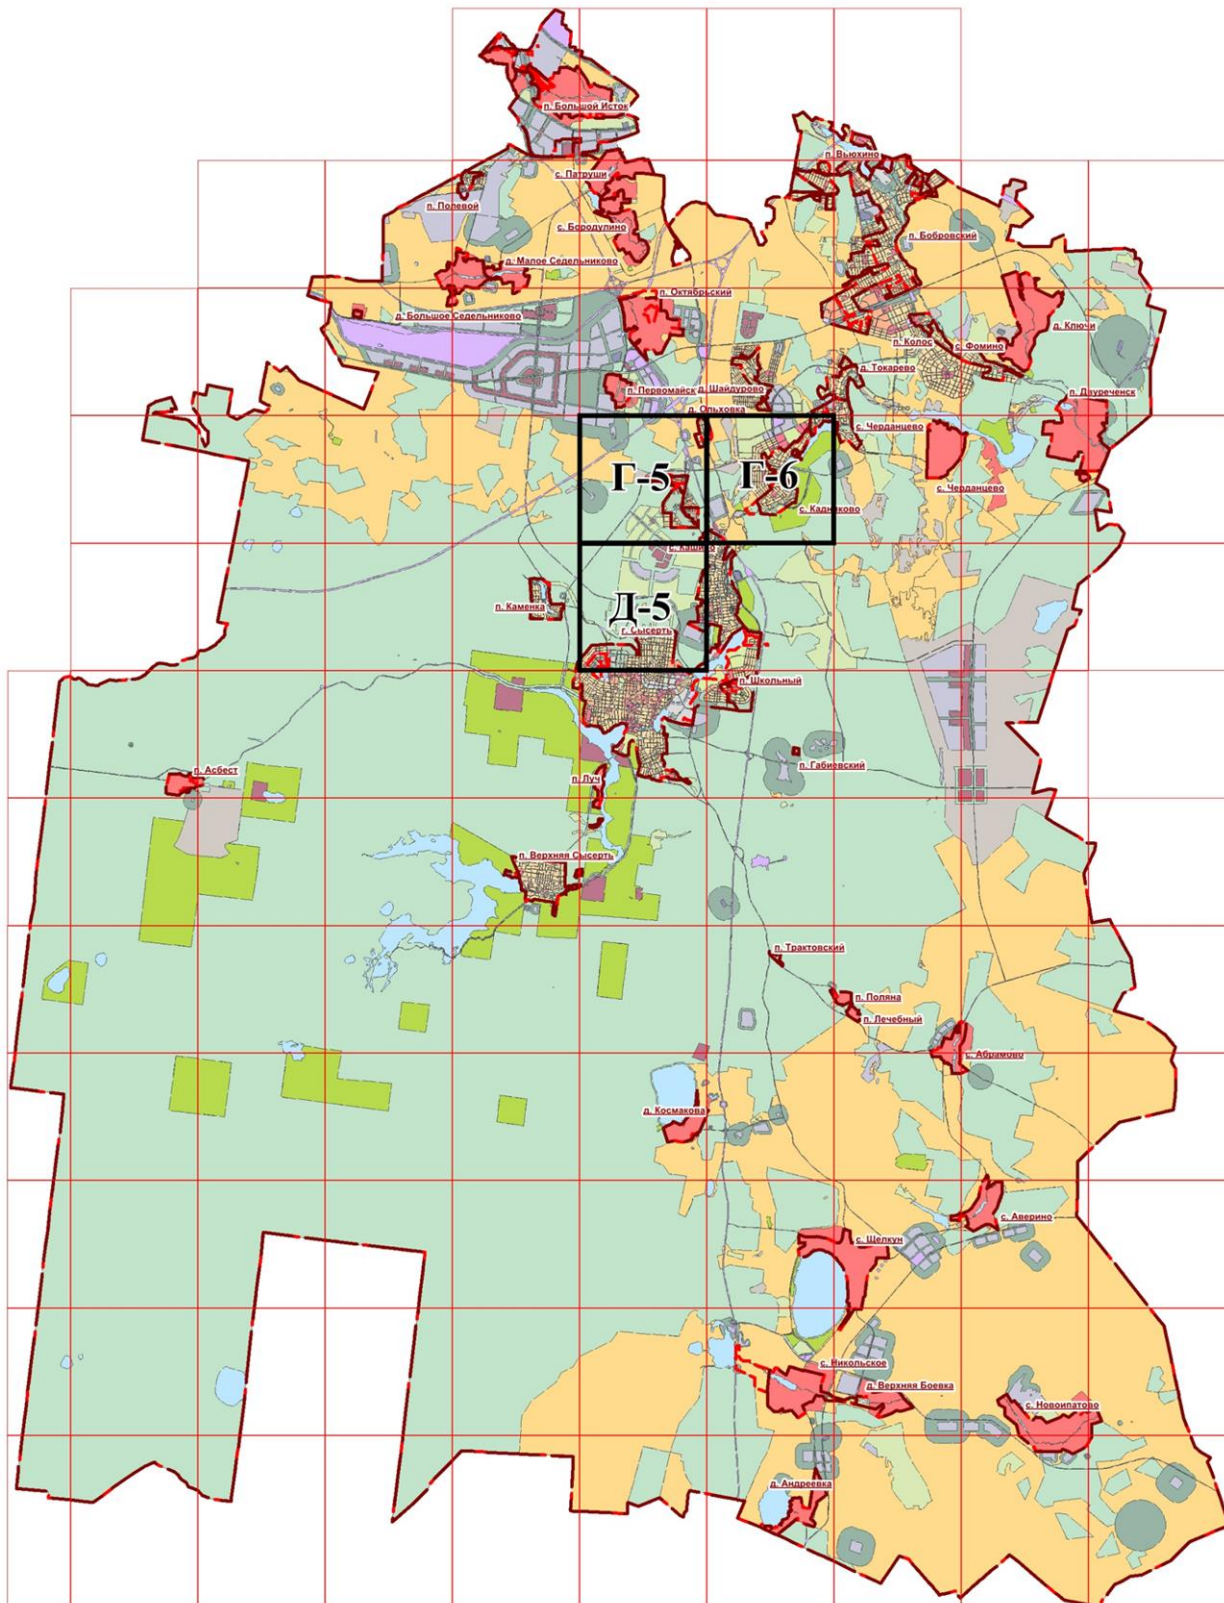 п. Большой Исток
п. Вьюхино
с. Патруши
п. Полевой
с. Бородулино
п. Бобровский
д. Малое Седельниково
п. Октябрьский
д. Большое Седельниково
д. Ключи
п. Колос
с. Фомино
д. Токарево
п. Первомайский
д. Шайдурово
п. Двуреченск
д. Ольховка
с. Черданцево
Г-5
Г-6
с. Черданцево
с. Кадниково
с. Кашино
п. Каменка
Д-5
г. Сысерть
п. Школьный
п. Габиевский
п. Асбест
п. Луч
п. Верхняя Сысерть
п. Трактовский
п. Поляна
п. Лечебный
с. Абрамово
д. Космакова
с. Аверино
с. Щелкун
с. Никольское
д. Верхняя Боевка
с. Новоипатово
д. Андреевка